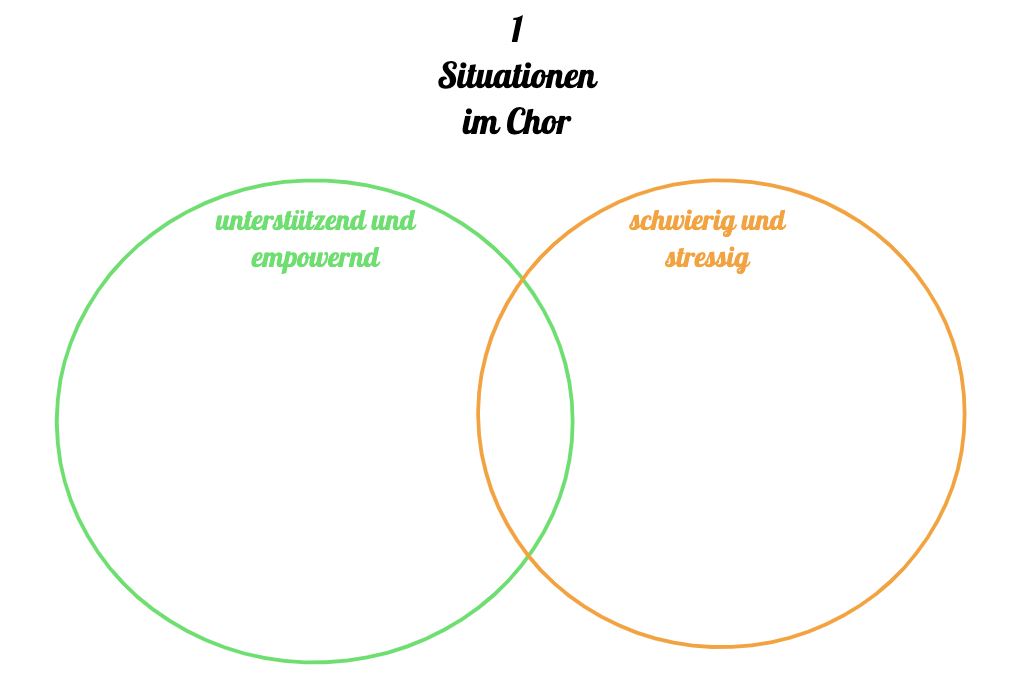 1
Situationen
im Chor
unterstützend und
empowernd
schwierig und
stressig